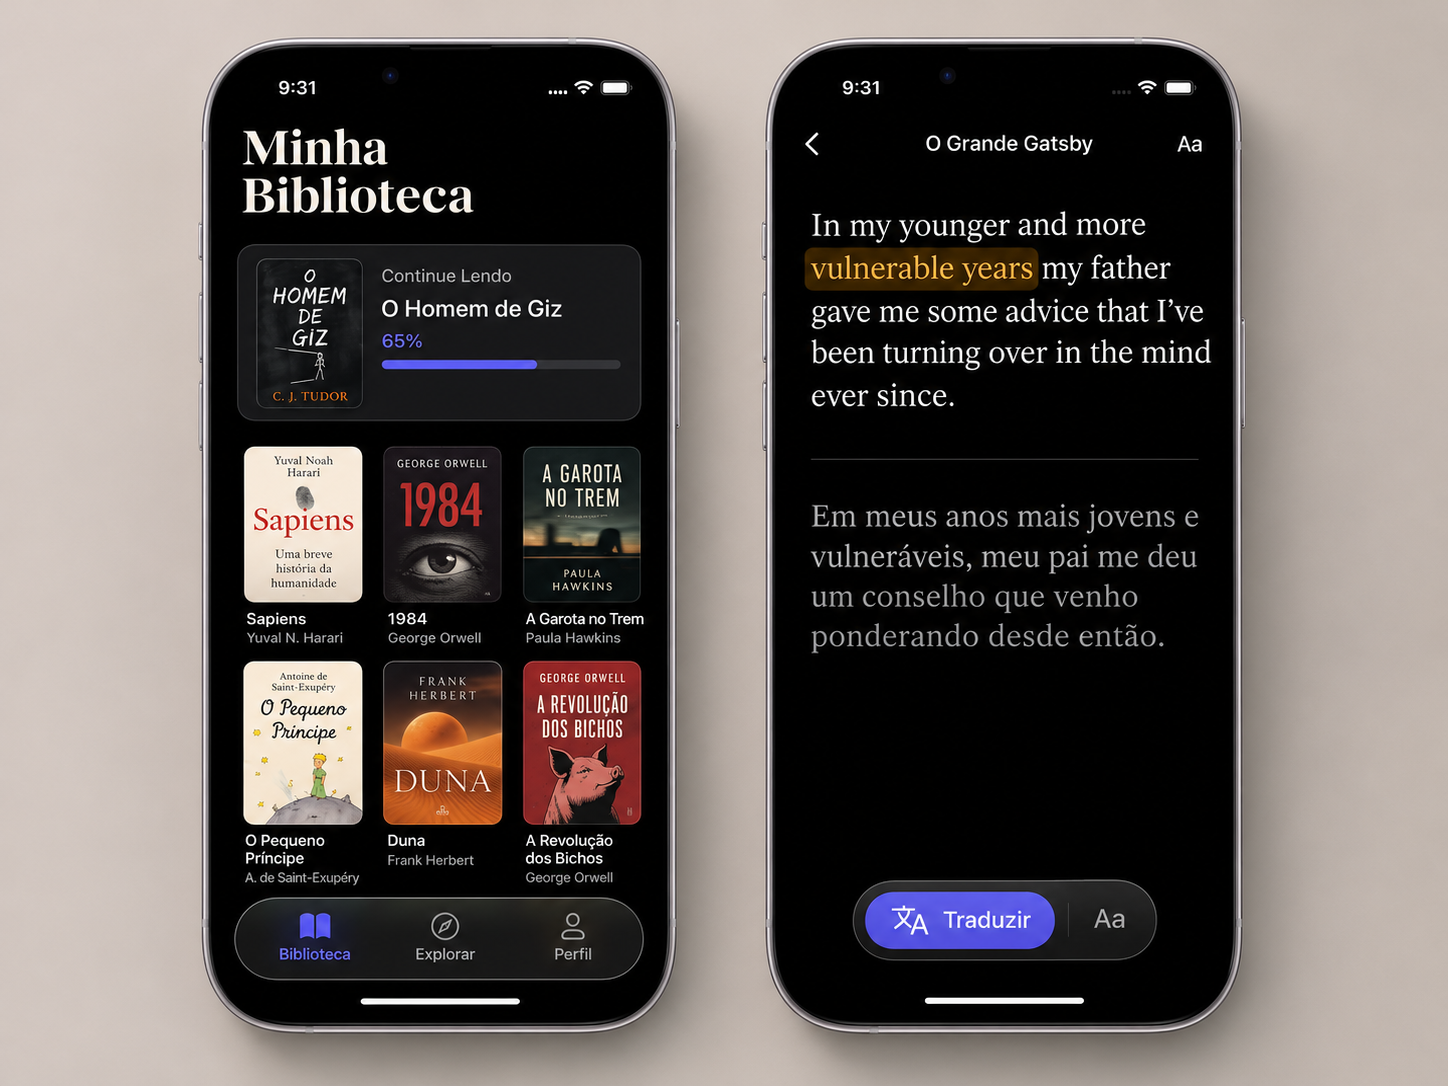 9:31
Minha
Biblioteca
O
HOMEM
DE
GIZ
C. J. TUDOR
Continue Lendo
O Homem de Giz
65%
Yuval Noah
Harari
Sapiens
Uma breve
história da
humanidade
Sapiens
Yuval N. Harari
GEORGE ORWELL
1984
1984
George Orwell
A GAROTA
NO TREM
PAULA
HAWKINS
A Garota no Trem
Paula Hawkins
Antoine de
Saint-Exupéry
O Pequeno
Príncipe
O Pequeno
Príncipe
A. de Saint-Exupéry
FRANK
HERBERT
DUNA
Duna
Frank Herbert
GEORGE ORWELL
A REVOLUÇÃO
DOS BICHOS
A Revolução
dos Bichos
George Orwell
Biblioteca
Explorar
Perfil
9:31
O Grande Gatsby
Aa
In my younger and more
vulnerable years my father
gave me some advice that I’ve
been turning over in the mind
ever since.
Em meus anos mais jovens e
vulneráveis, meu pai me deu
um conselho que venho
ponderando desde então.
文A Traduzir
Aa